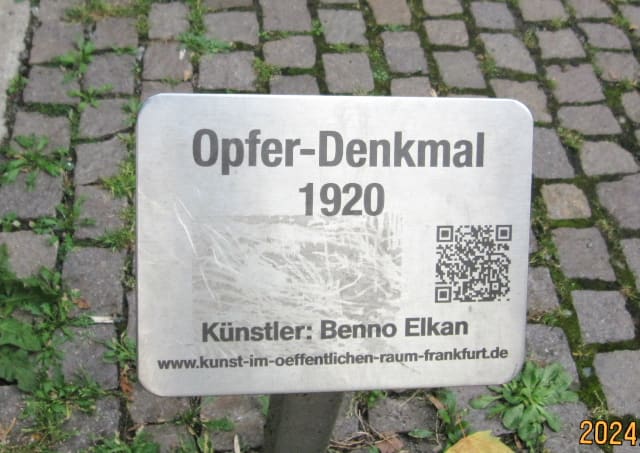 Opfer-Denkmal
1920
Künstler: Benno Elkan
www.kunst-im-oeffentlichen-raum-frankfurt.de
2024